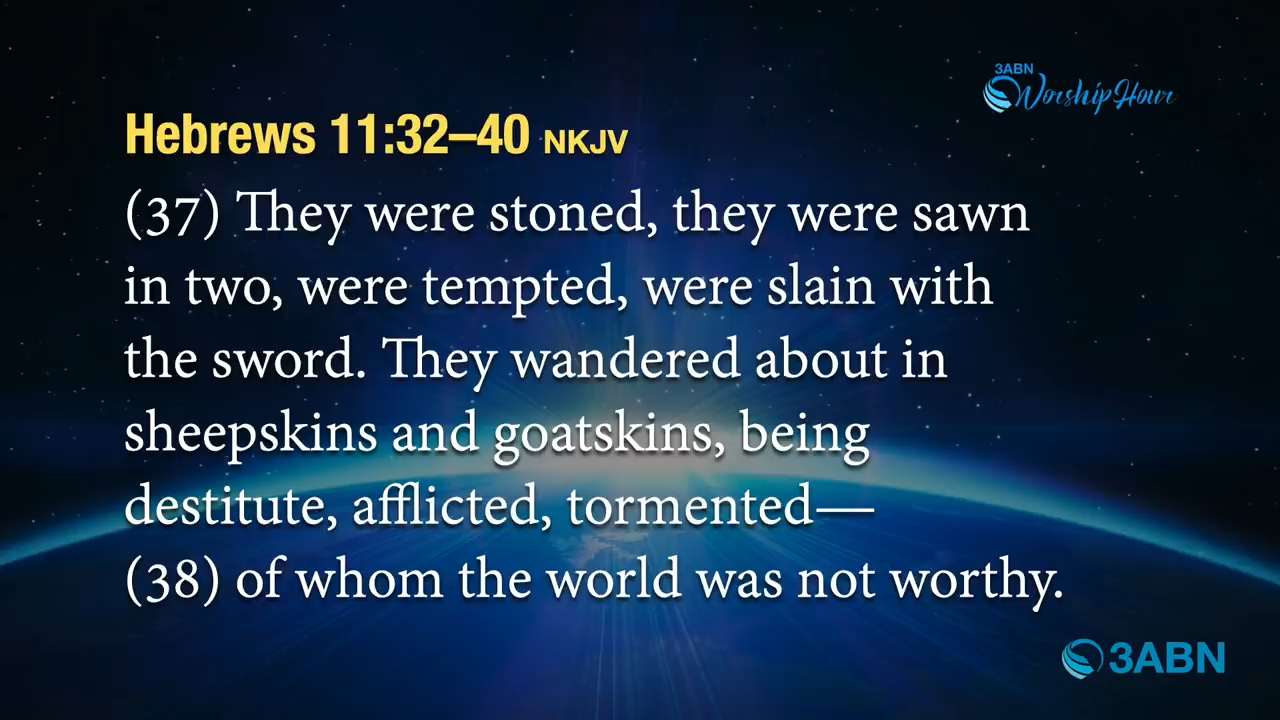 3ABN
Worship Hour
Hebrews 11:32–40 NKJV
(37) They were stoned, they were sawn
in two, were tempted, were slain with
the sword. They wandered about in
sheepskins and goatskins, being
destitute, afflicted, tormented—
(38) of whom the world was not worthy.
3ABN